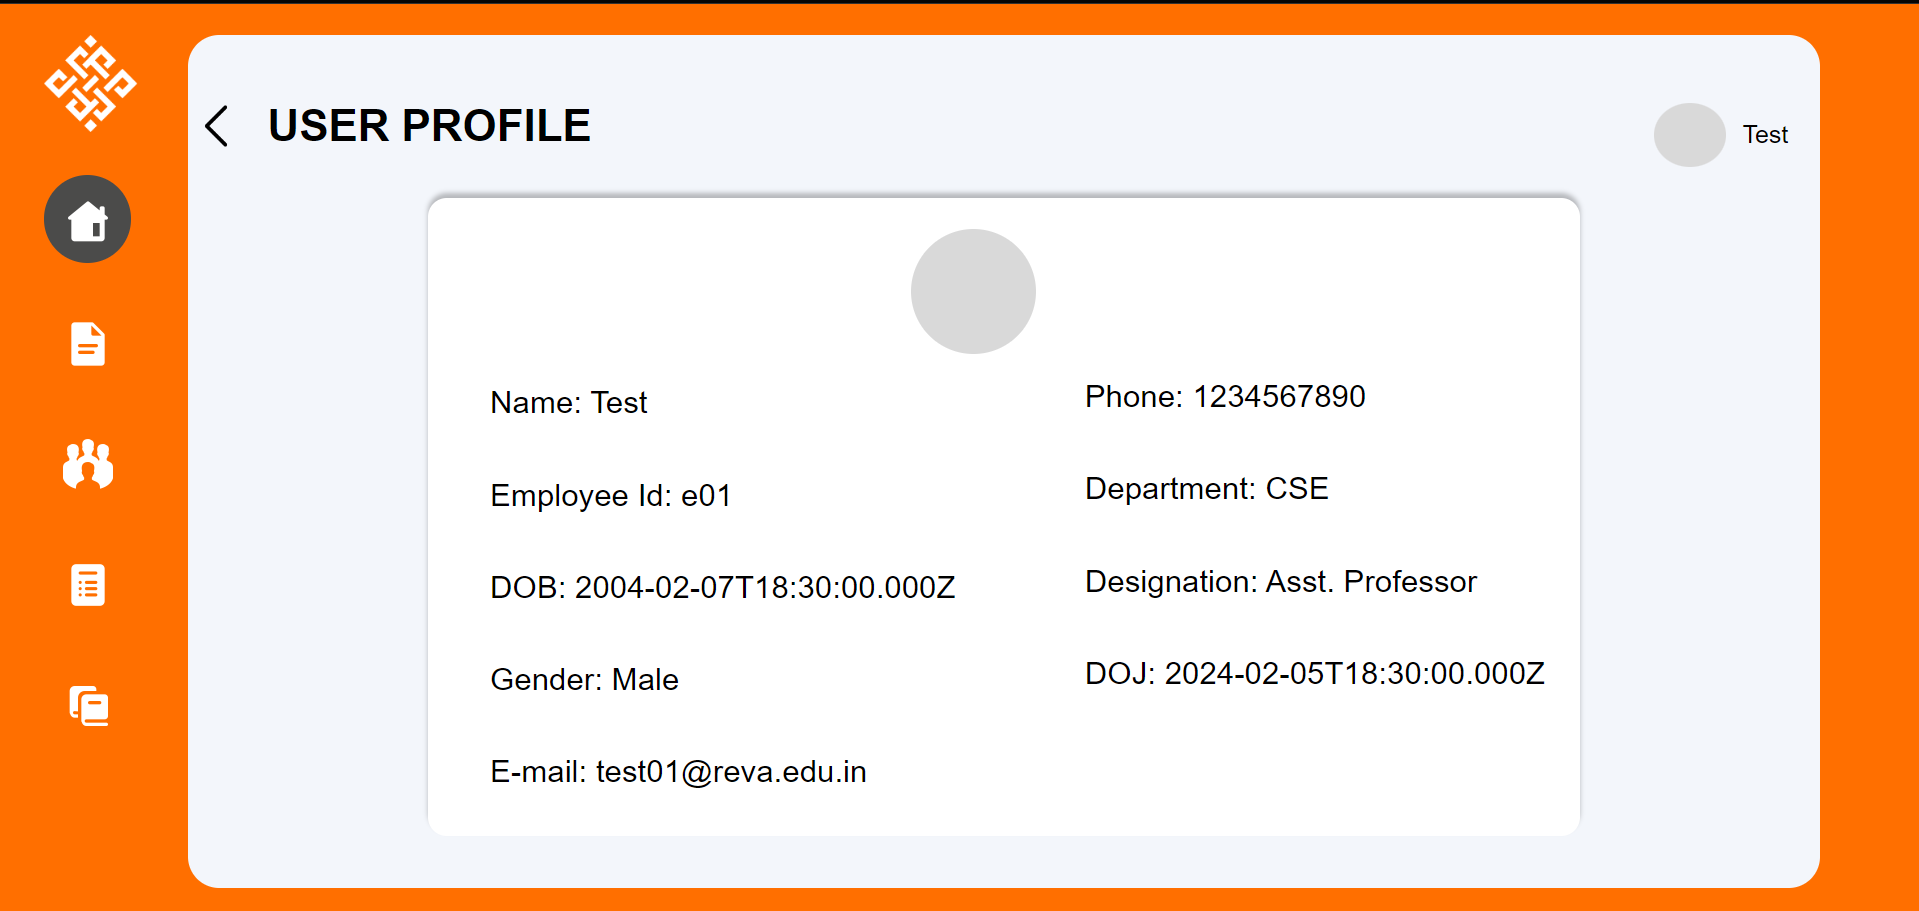 USER PROFILE
Test
Name: Test
Employee Id: e01
DOB: 2004-02-07T18:30:00.000Z
Gender: Male
E-mail: test01@reva.edu.in
Phone: 1234567890
Department: CSE
Designation: Asst. Professor
DOJ: 2024-02-05T18:30:00.000Z